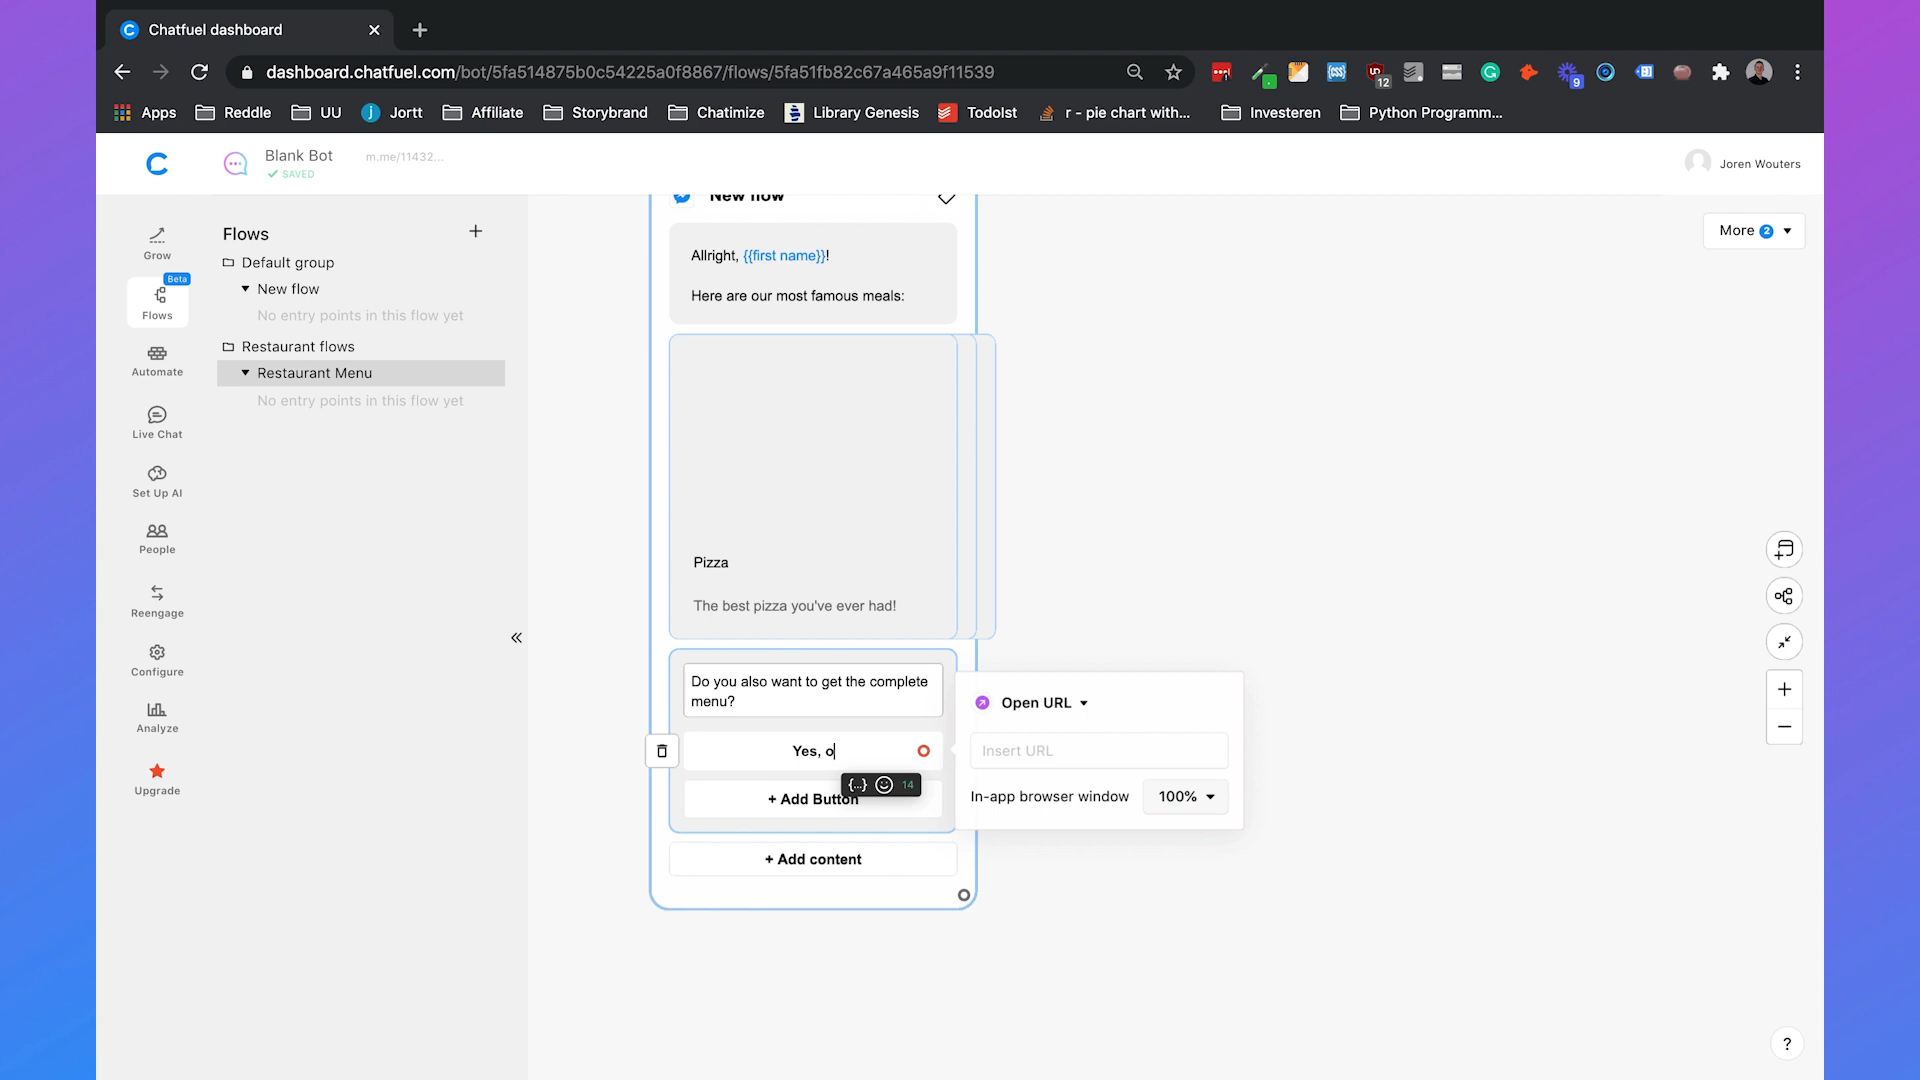 Chatfuel dashboard
dashboard.chatfuel.com/bot/5fa514875b0c54225a0f8867/flows/5fa51fb82c67a465a9f11539
12
9
Apps
Reddle
UU
Jortt
Affiliate
Storybrand
Chatimize
Library Genesis
TodoIst
r - pie chart with...
Investeren
Python Programm...
Blank Bot
m.me/11432...
SAVED
Joren Wouters
Grow
Beta
Flows
Automate
Live Chat
Set Up AI
People
Reengage
Configure
Analyze
Upgrade
Flows
Default group
New flow
No entry points in this flow yet
Restaurant flows
Restaurant Menu
No entry points in this flow yet
New flow
More 2
Allright, {{first name}}!
Here are our most famous meals:
Pizza
The best pizza you've ever had!
Do you also want to get the complete
menu?
Yes, o
{...} 14
+ Add Button
+ Add content
Open URL
Insert URL
In-app browser window
100%
?